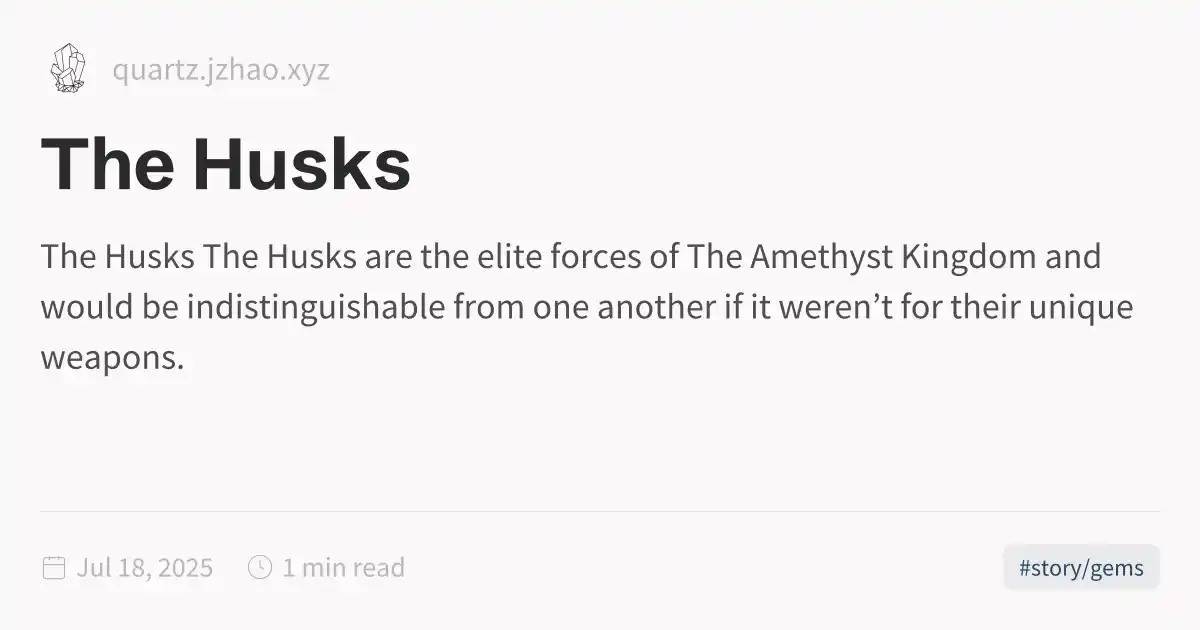 quartz.jzhao.xyz
The Husks
The Husks The Husks are the elite forces of The Amethyst Kingdom and
would be indistinguishable from one another if it weren’t for their unique
weapons.
Jul 18, 2025
1 min read
#story/gems